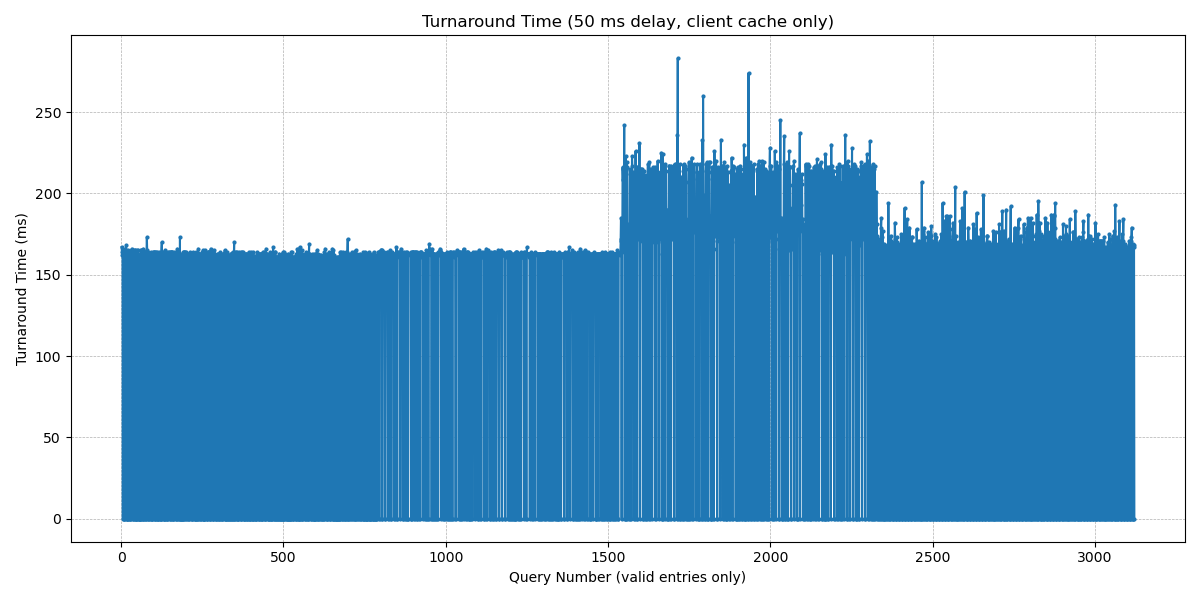 Turnaround Time (50 ms delay, client cache only)
Turnaround Time (ms)
250
200
150
100
50
0
0 500 1000 1500 2000 2500 3000
Query Number (valid entries only)